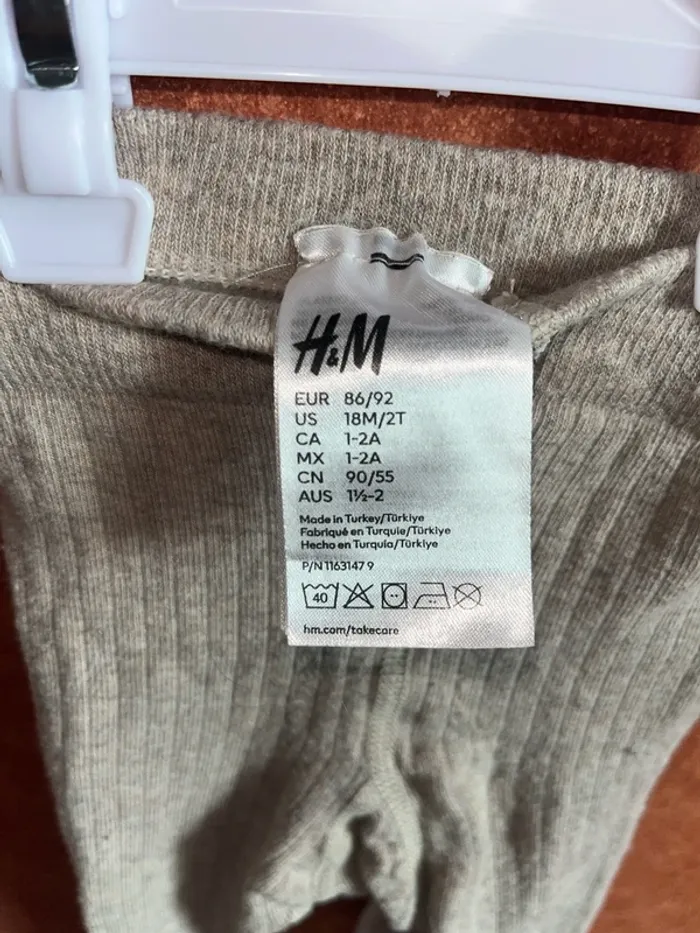 H&M
EUR 86/92
US 18M/2T
CA 1-2A
MX 1-2A
CN 90/55
AUS 1½-2
Made in Turkey/Türkiye
Fabriqué en Turquie/Türkiye
Hecho en Turquía/Türkiye
P/N 1163147 9
40
hm.com/takecare